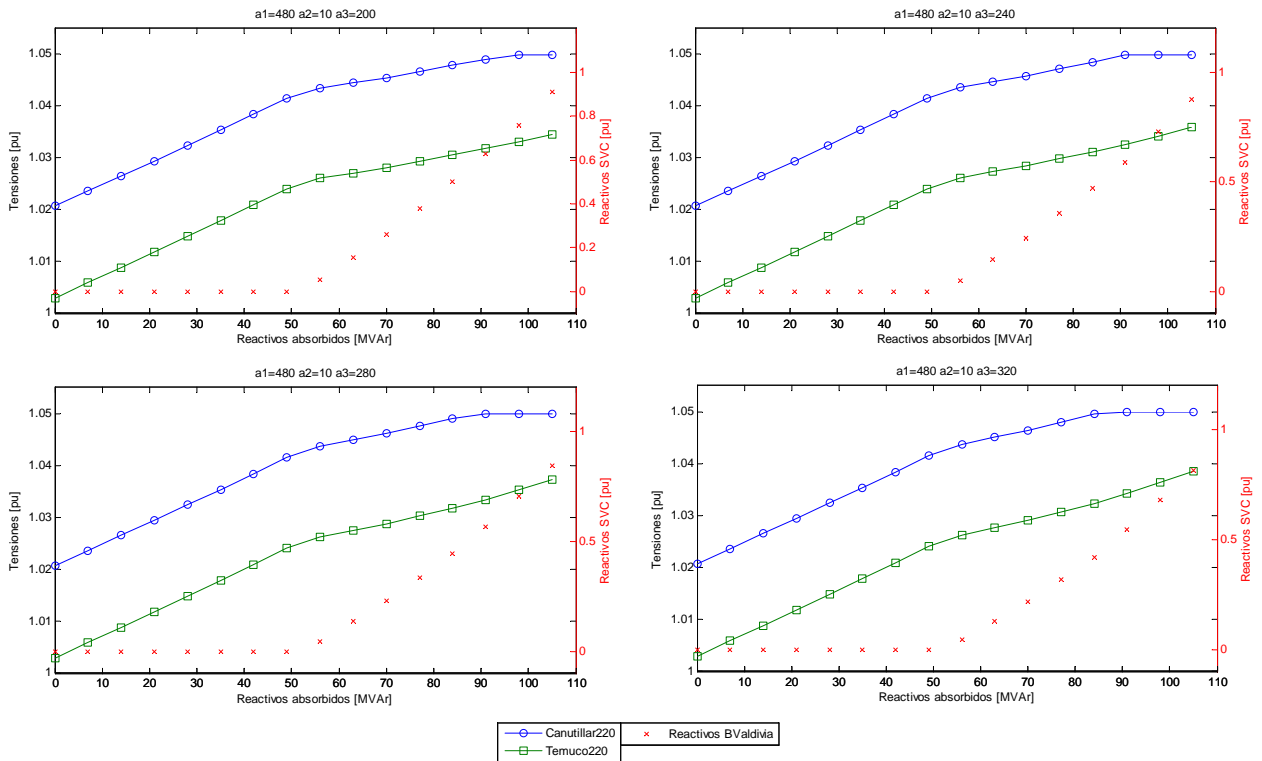 a1=480 a2=10 a3=200
Tensiones [pu]
1.05
1.04
1.03
1.02
1.01
1
0 10 20 30 40 50 60 70 80 90 100 110
Reactivos absorbidos [MVAr]
1
0.8
0.6
0.4
0.2
0
Reactivos SVC [pu]
a1=480 a2=10 a3=240
Tensiones [pu]
1.05
1.04
1.03
1.02
1.01
1
0 10 20 30 40 50 60 70 80 90 100 110
Reactivos absorbidos [MVAr]
1
0.5
0
Reactivos SVC [pu]
a1=480 a2=10 a3=280
Tensiones [pu]
1.05
1.04
1.03
1.02
1.01
1
0 10 20 30 40 50 60 70 80 90 100 110
Reactivos absorbidos [MVAr]
1
0.5
0
Reactivos SVC [pu]
a1=480 a2=10 a3=320
Tensiones [pu]
1.05
1.04
1.03
1.02
1.01
1
0 10 20 30 40 50 60 70 80 90 100 110
Reactivos absorbidos [MVAr]
1
0.5
0
Reactivos SVC [pu]
Canutillar220
Temuco220
Reactivos BValdivia